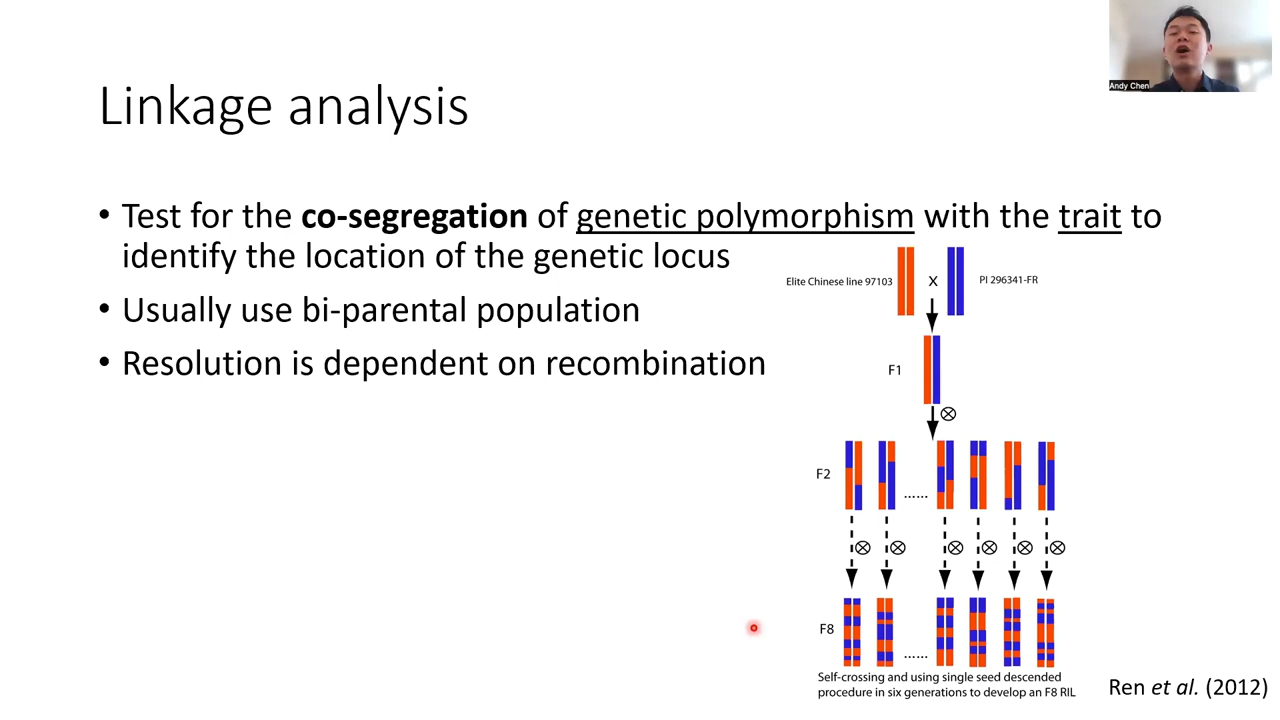 Andy Chen
Linkage analysis
• Test for the co-segregation of genetic polymorphism with the trait to
identify the location of the genetic locus
• Usually use bi-parental population
• Resolution is dependent on recombination
Elite Chinese line 97103
X
PI 296341-FR
F1
F2
......
F8
......
Self-crossing and using single seed descended
procedure in six generations to develop an F8 RIL
Ren et al. (2012)